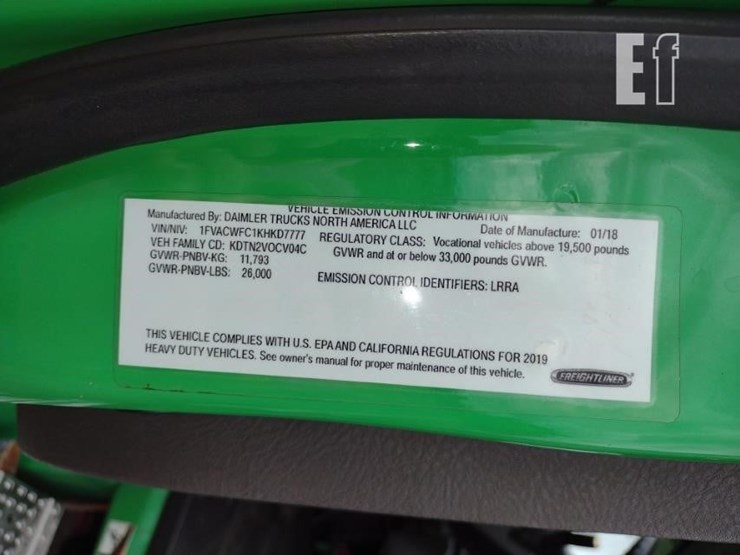 Ef
VEHICLE EMISSION CONTROL INFORMATION
Manufactured By: DAIMLER TRUCKS NORTH AMERICA LLC Date of Manufacture: 01/18
VIN/NIV: 1FVACWFC1KHKD7777 REGULATORY CLASS: Vocational vehicles above 19,500 pounds
VEH FAMILY CD: KDTN2VOCV04C GVWR and at or below 33,000 pounds GVWR.
GVWR-PNBV-KG: 11,793
GVWR-PNBV-LBS: 26,000 EMISSION CONTROL IDENTIFIERS: LRRA
THIS VEHICLE COMPLIES WITH U.S. EPA AND CALIFORNIA REGULATIONS FOR 2019
HEAVY DUTY VEHICLES. See owner's manual for proper maintenance of this vehicle.
FREIGHTLINER